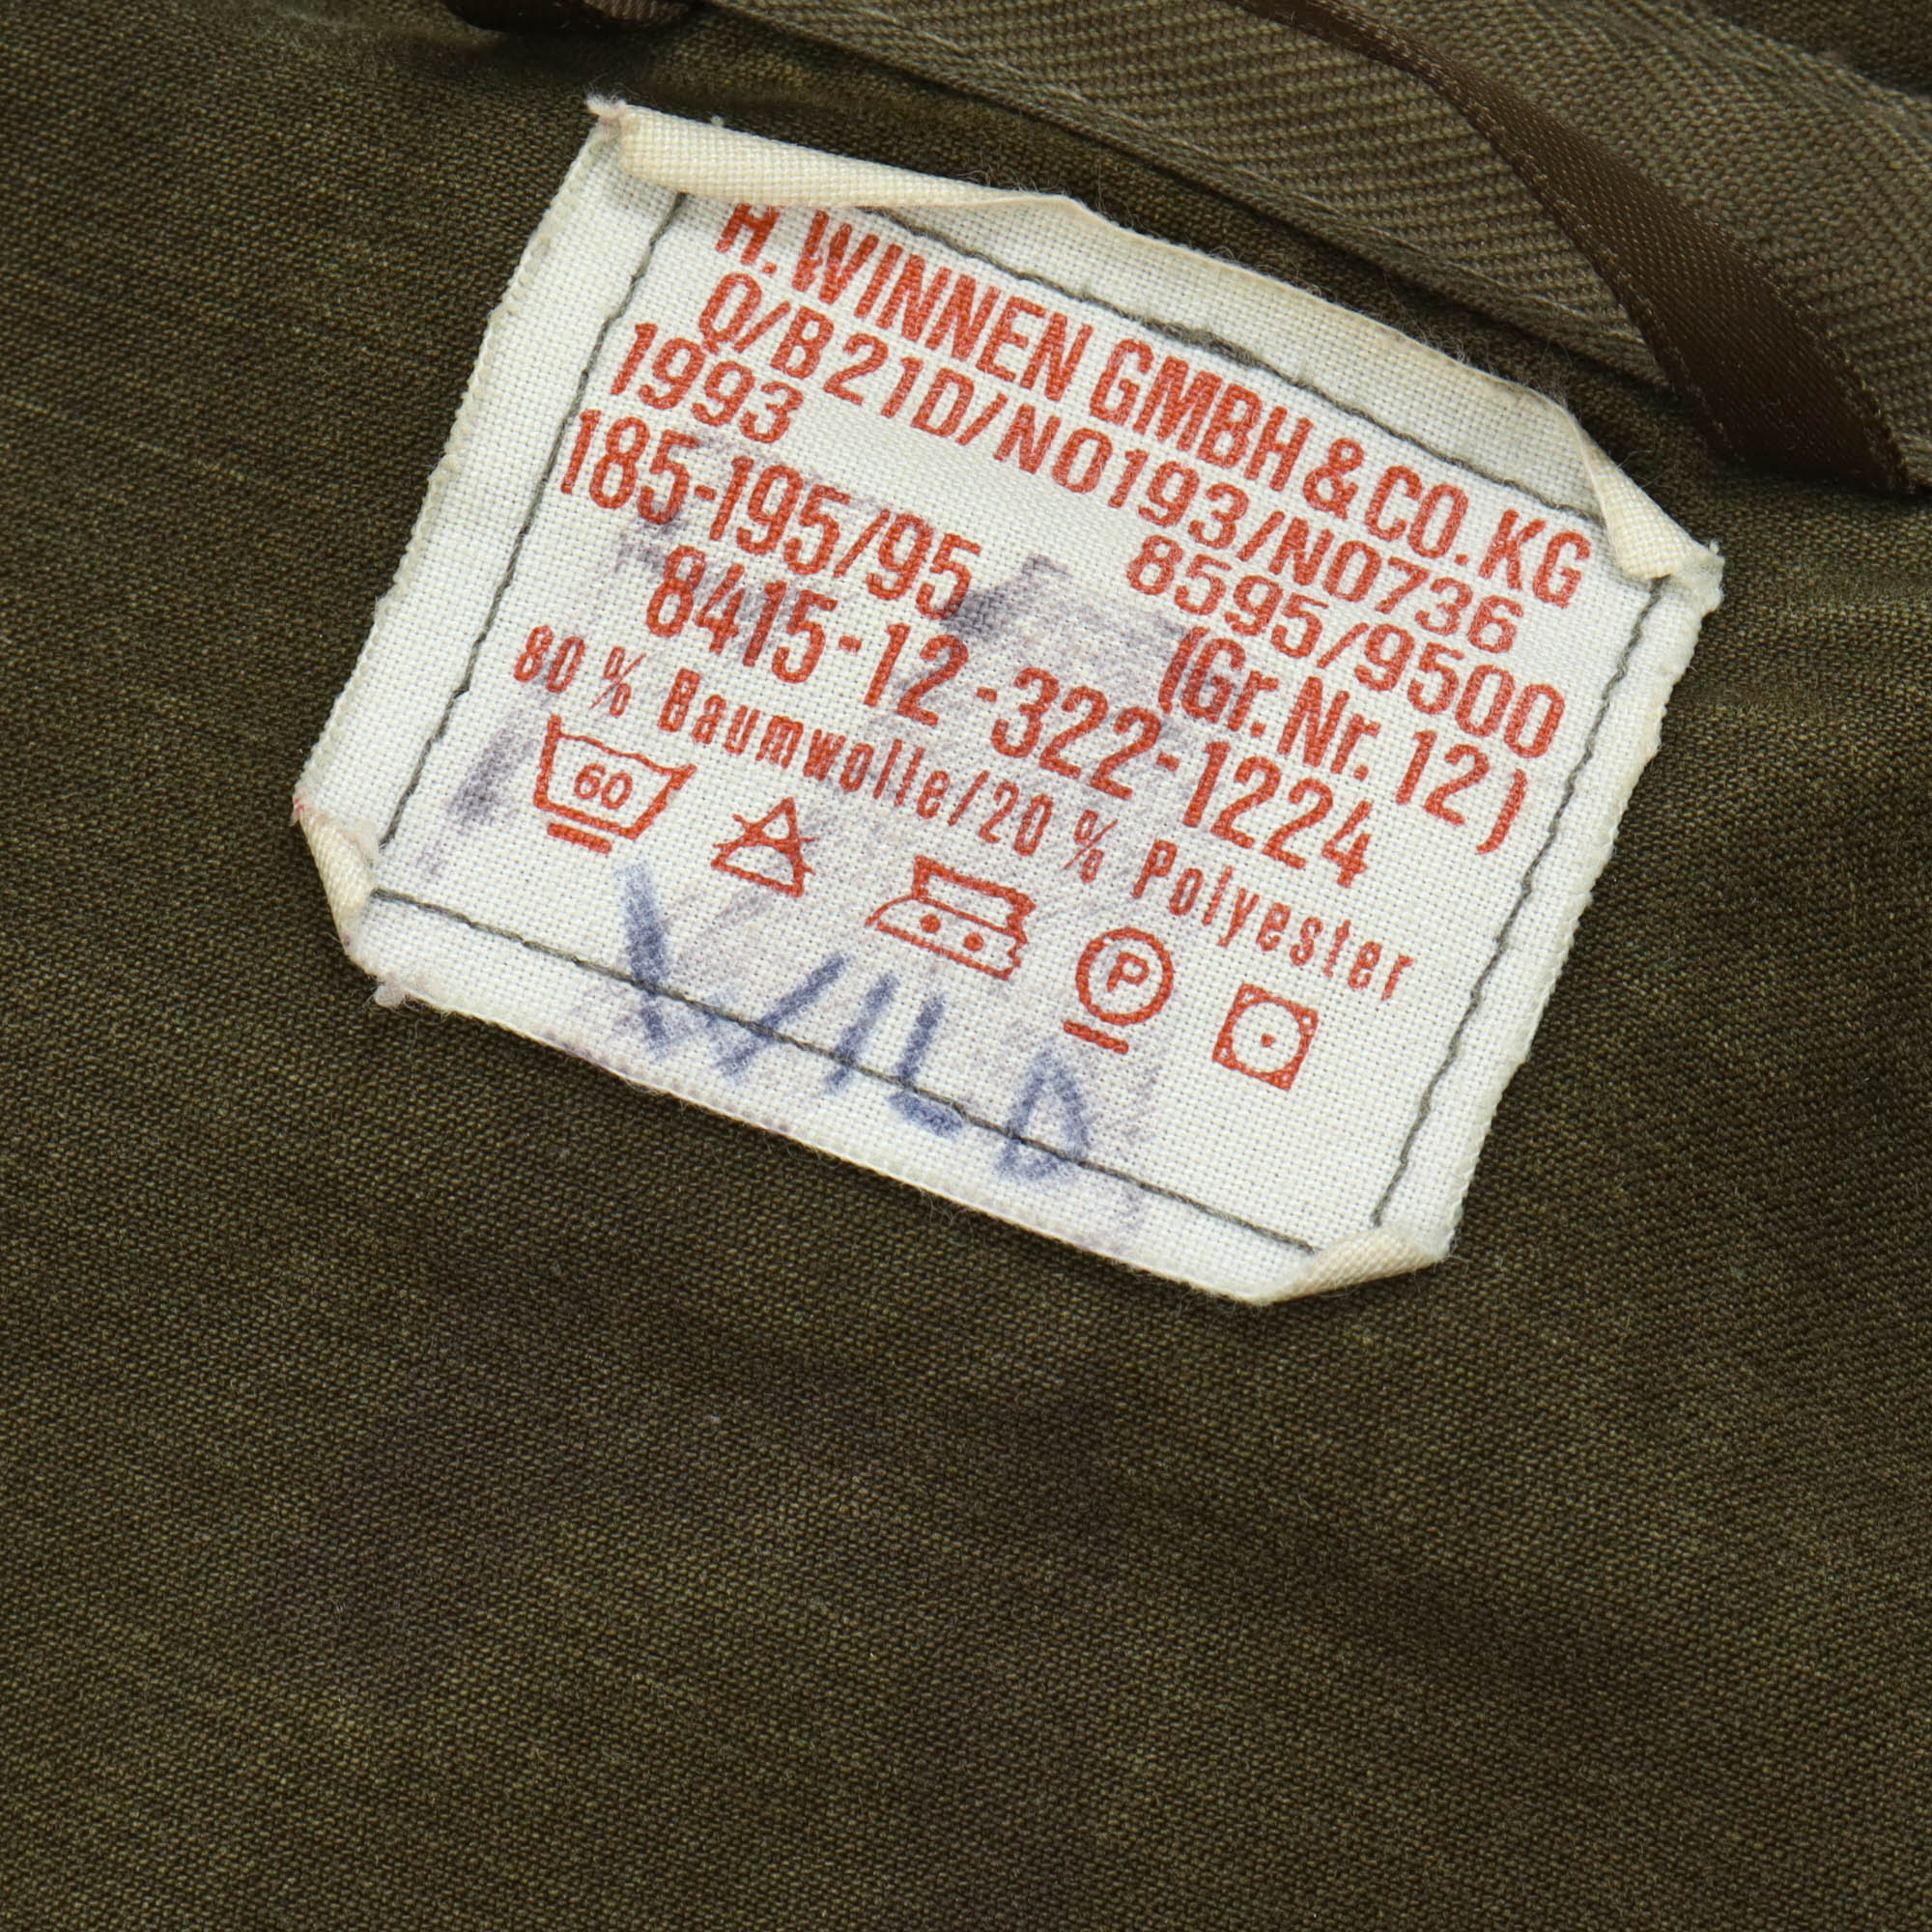 H. WINNEN GMBH & CO. KG
Q/B21D/N0193/N0736
1993 8595/9500
185-195/95 (Gr. Nr. 12)
8415-12-322-1224
80 % Baumwolle/20 % Polyester
60 P
WILD